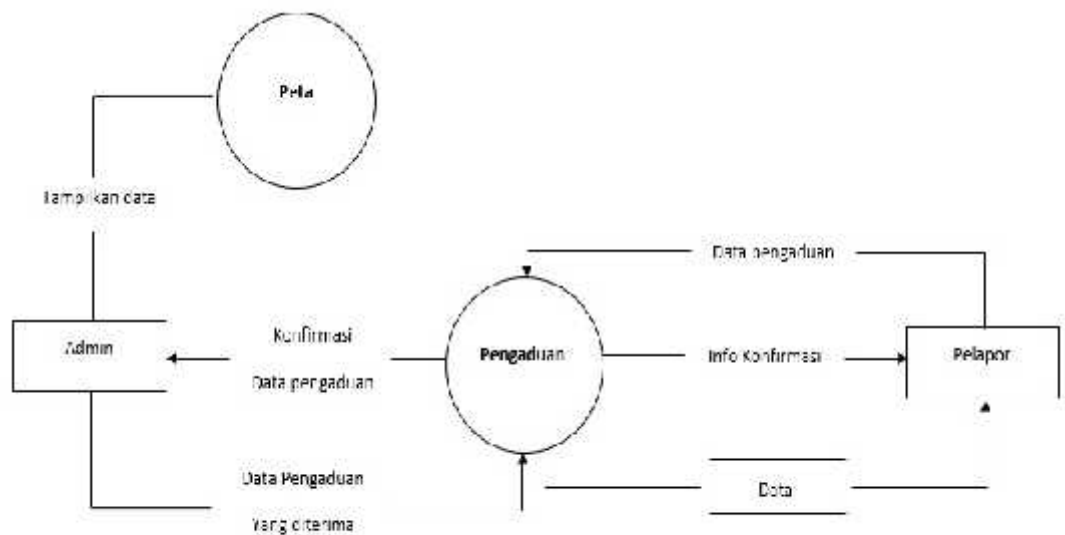 Peta
Tampilkan data
Data pengaduan
Konfirmasi
Admin
Pengaduan
Info Konfirmasi
Pelapor
Data pengaduan
Data Pengaduan
Data
Yang diterima